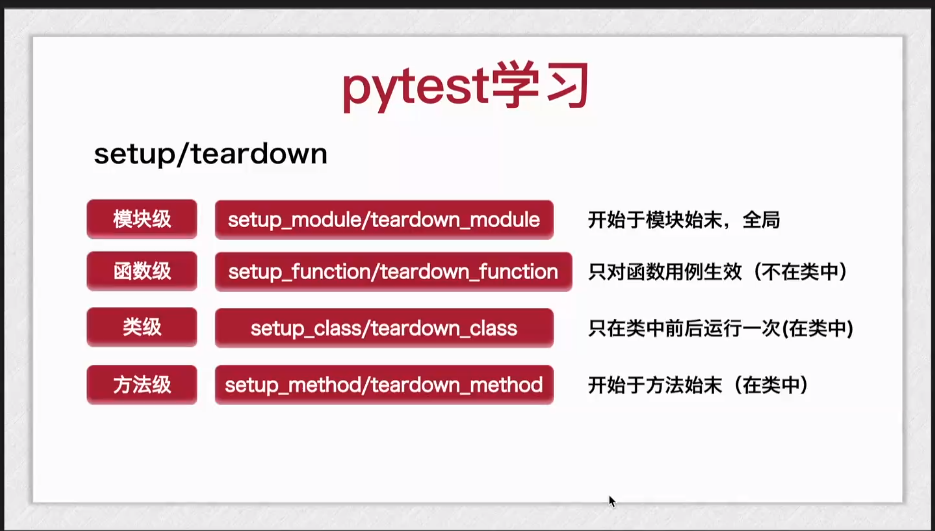 pytest学习
setup/teardown
模块级 setup_module/teardown_module 开始于模块始末，全局
函数级 setup_function/teardown_function 只对函数用例生效（不在类中）
类级 setup_class/teardown_class 只在类中前后运行一次(在类中)
方法级 setup_method/teardown_method 开始于方法始末（在类中）